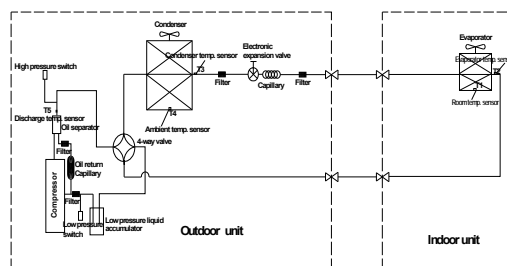 Condenser
Electronic
expansion valve
Evaporator
High pressure switch
Condenser temp. sensor
T3
Filter
Capillary
Filter
Evaporator temp. sen
T2
T1
Room temp. sensor
T5
Discharge temp. sensor
Oil separator
T4
Ambient temp. sensor
4-way valve
Filter
Oil return
Capillary
Compressor
Filter
Low pressure
switch
Low pressure liquid
accumulator
Outdoor unit
Indoor unit